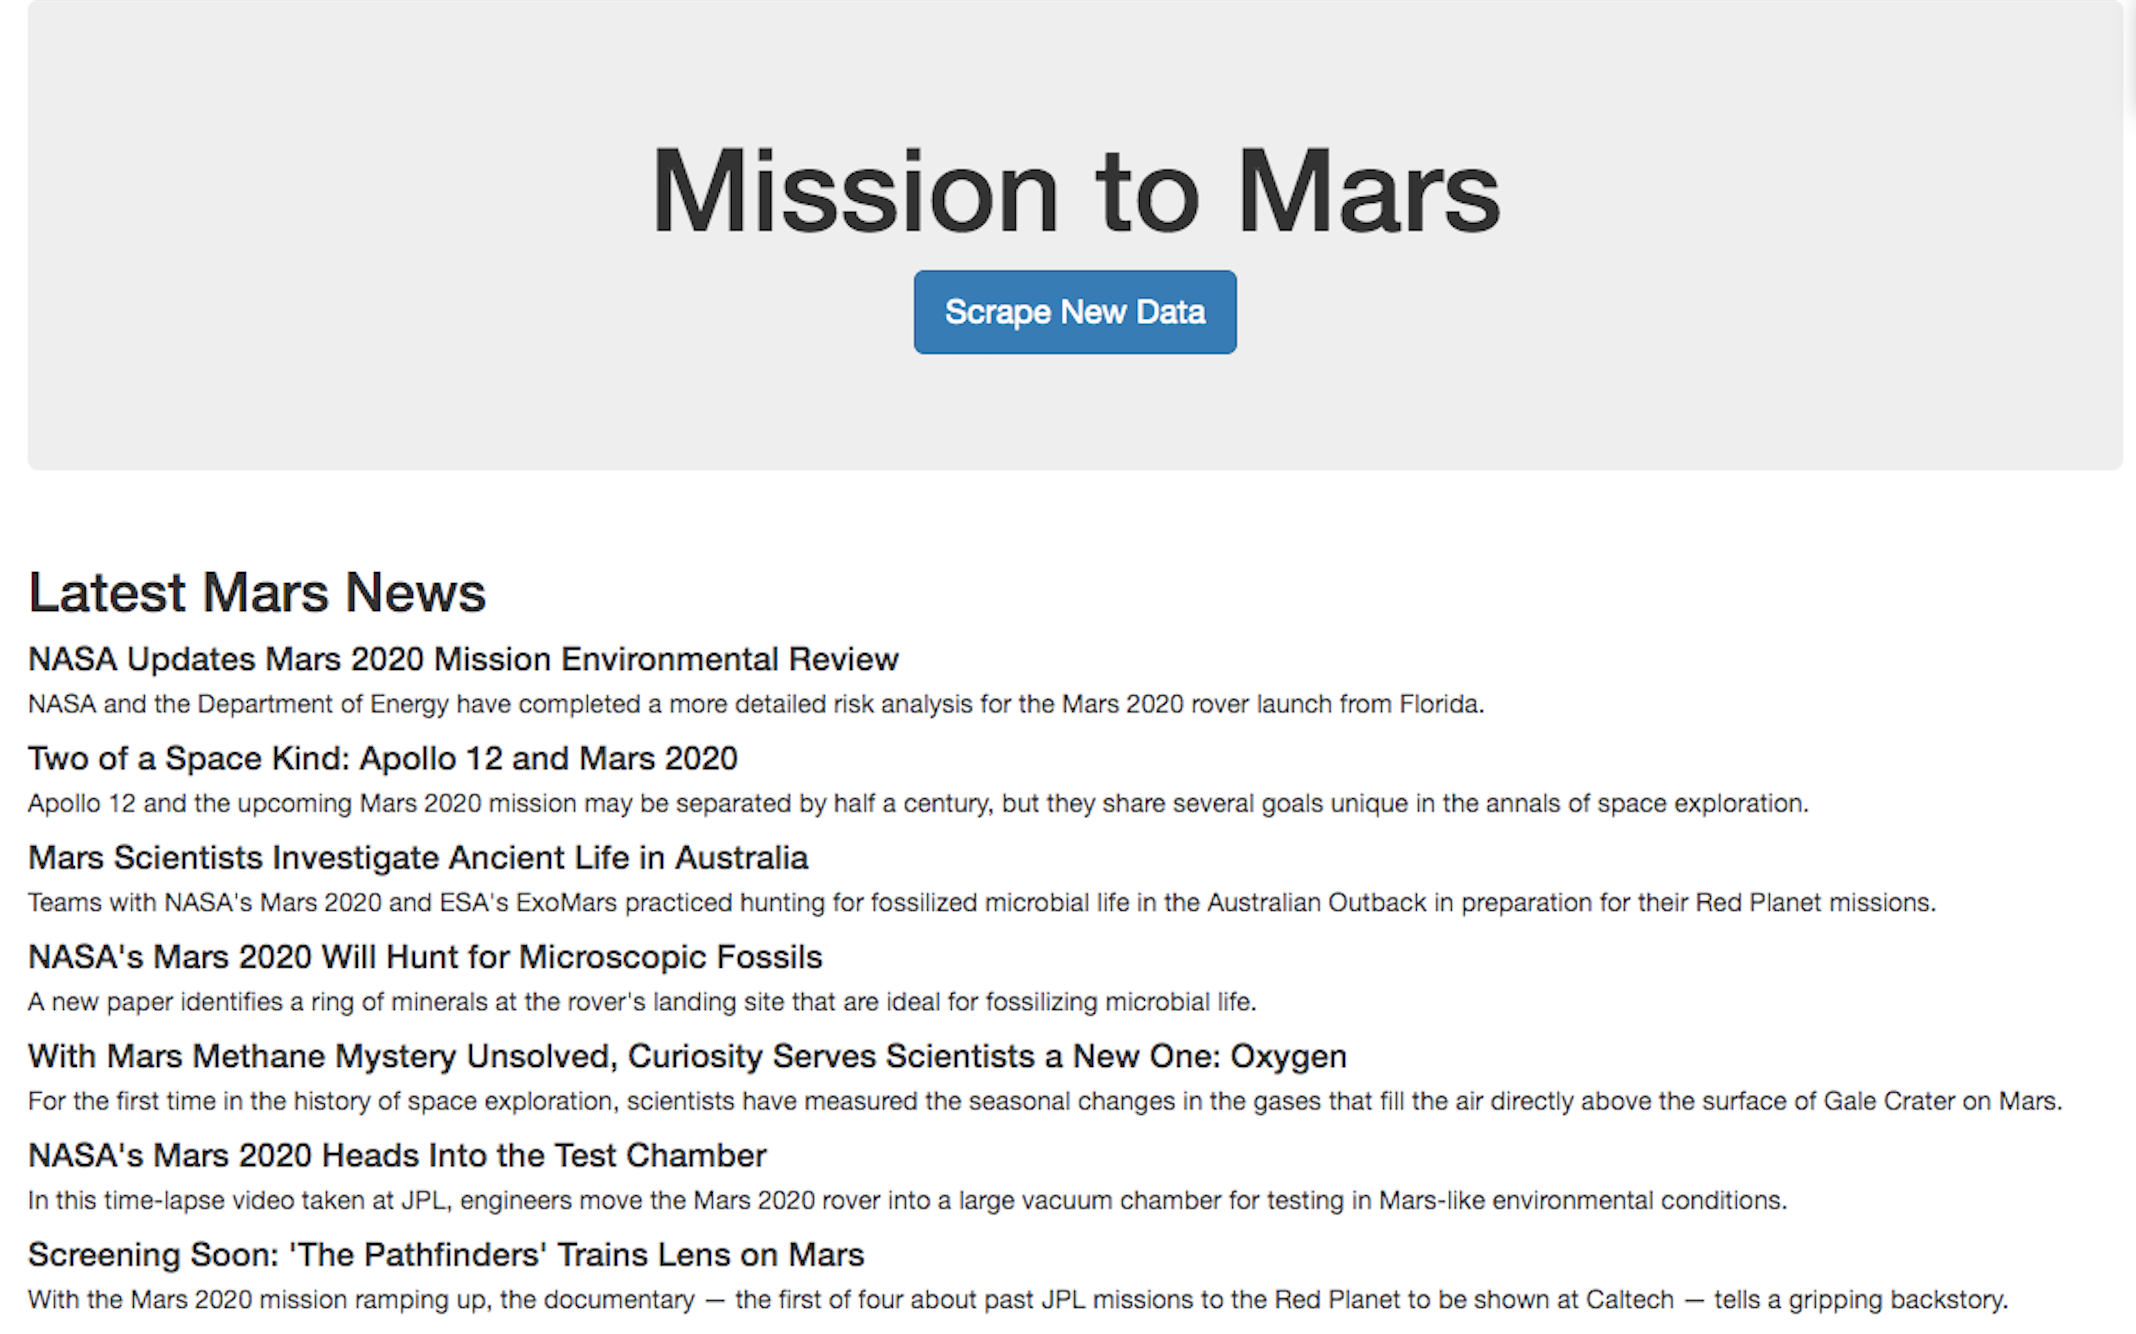 Mission to Mars
Scrape New Data
Latest Mars News
NASA Updates Mars 2020 Mission Environmental Review
NASA and the Department of Energy have completed a more detailed risk analysis for the Mars 2020 rover launch from Florida.
Two of a Space Kind: Apollo 12 and Mars 2020
Apollo 12 and the upcoming Mars 2020 mission may be separated by half a century, but they share several goals unique in the annals of space exploration.
Mars Scientists Investigate Ancient Life in Australia
Teams with NASA's Mars 2020 and ESA's ExoMars practiced hunting for fossilized microbial life in the Australian Outback in preparation for their Red Planet missions.
NASA's Mars 2020 Will Hunt for Microscopic Fossils
A new paper identifies a ring of minerals at the rover's landing site that are ideal for fossilizing microbial life.
With Mars Methane Mystery Unsolved, Curiosity Serves Scientists a New One: Oxygen
For the first time in the history of space exploration, scientists have measured the seasonal changes in the gases that fill the air directly above the surface of Gale Crater on Mars.
NASA's Mars 2020 Heads Into the Test Chamber
In this time-lapse video taken at JPL, engineers move the Mars 2020 rover into a large vacuum chamber for testing in Mars-like environmental conditions.
Screening Soon: 'The Pathfinders' Trains Lens on Mars
With the Mars 2020 mission ramping up, the documentary — the first of four about past JPL missions to the Red Planet to be shown at Caltech — tells a gripping backstory.